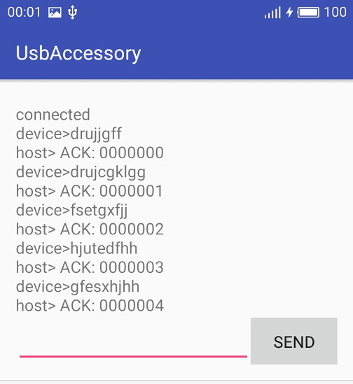 00:01 100
UsbAccessory
connected
device>drujjgff
host> ACK: 0000000
device>drujcgklgg
host> ACK: 0000001
device>fsetgxfjj
host> ACK: 0000002
device>hjutedfhh
host> ACK: 0000003
device>gfesxhjhh
host> ACK: 0000004
SEND